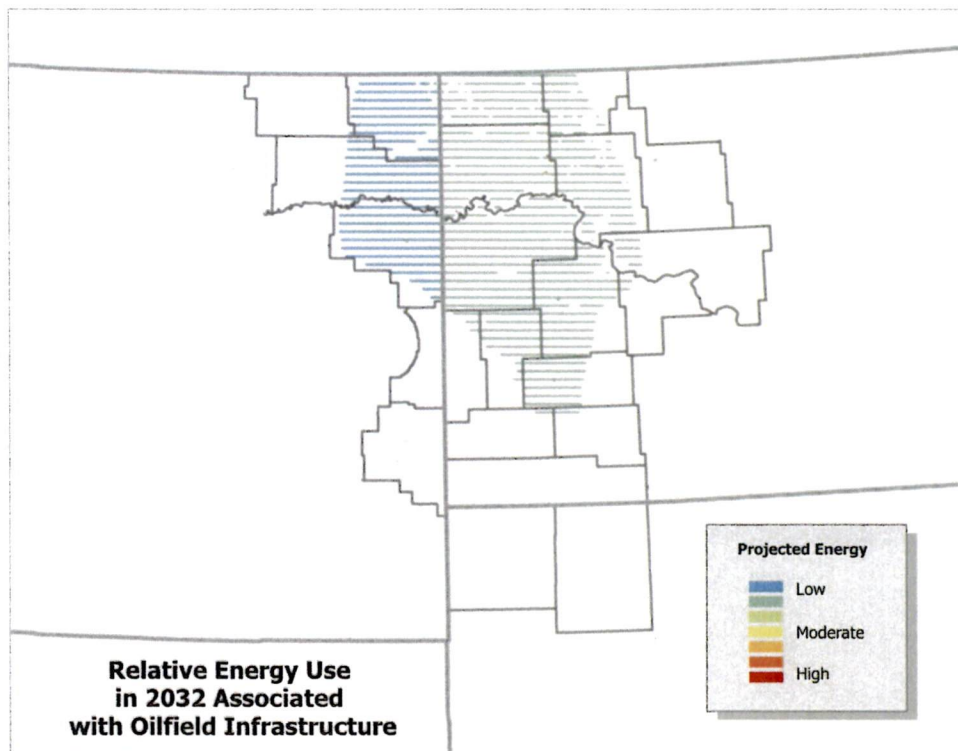 Projected Energy
Low
Moderate
High
Relative Energy Use
in 2032 Associated
with Oilfield Infrastructure